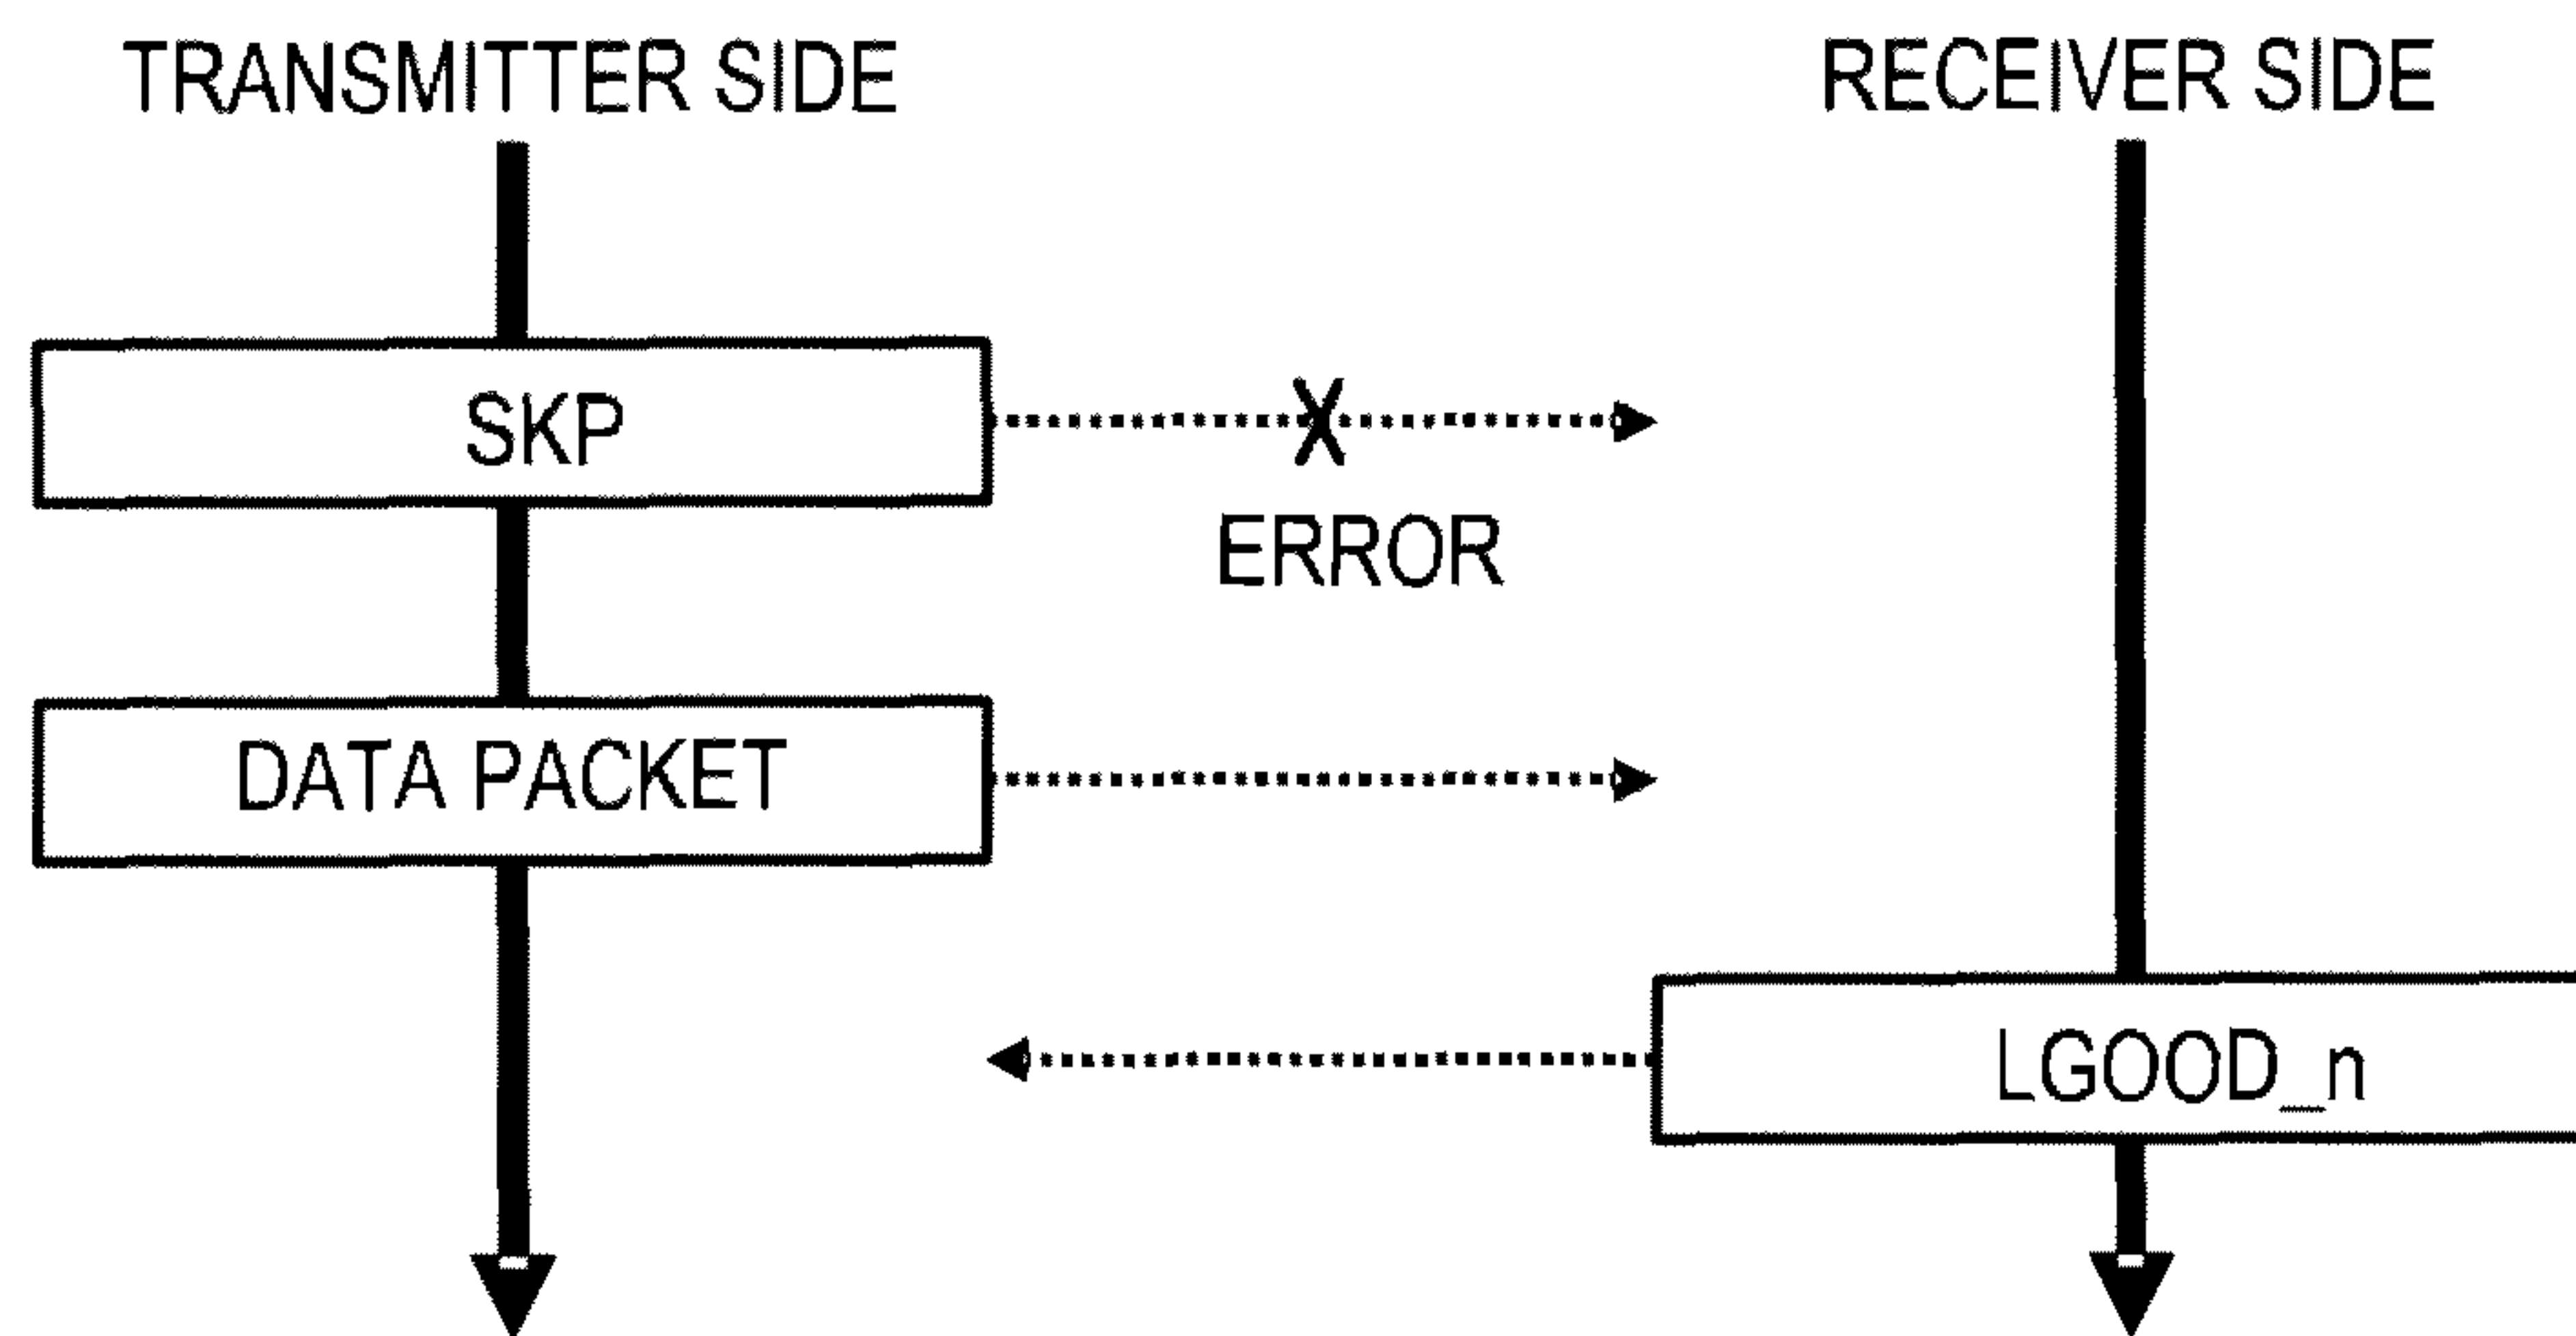 TRANSMITTER SIDE
RECEIVER SIDE
SKP
X
ERROR
DATA PACKET
LGOOD_n